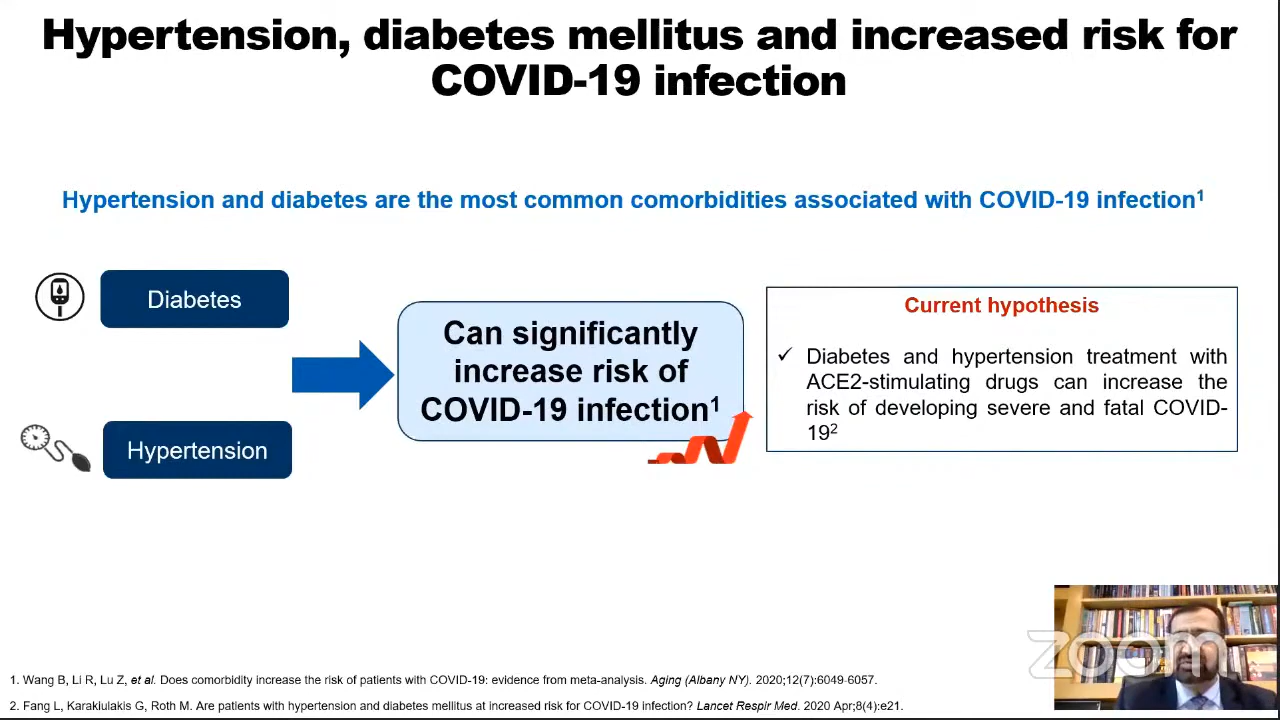 Hypertension, diabetes mellitus and increased risk for
COVID-19 infection
Hypertension and diabetes are the most common comorbidities associated with COVID-19 infection¹
Diabetes
Hypertension
Can significantly
increase risk of
COVID-19 infection¹
Current hypothesis
✓ Diabetes and hypertension treatment with
ACE2-stimulating drugs can increase the
risk of developing severe and fatal COVID-
19²
1. Wang B, Li R, Lu Z, et al. Does comorbidity increase the risk of patients with COVID-19: evidence from meta-analysis. Aging (Albany NY). 2020;12(7):6049-6057.
2. Fang L, Karakiulakis G, Roth M. Are patients with hypertension and diabetes mellitus at increased risk for COVID-19 infection? Lancet Respir Med. 2020 Apr;8(4):e21.
zoom